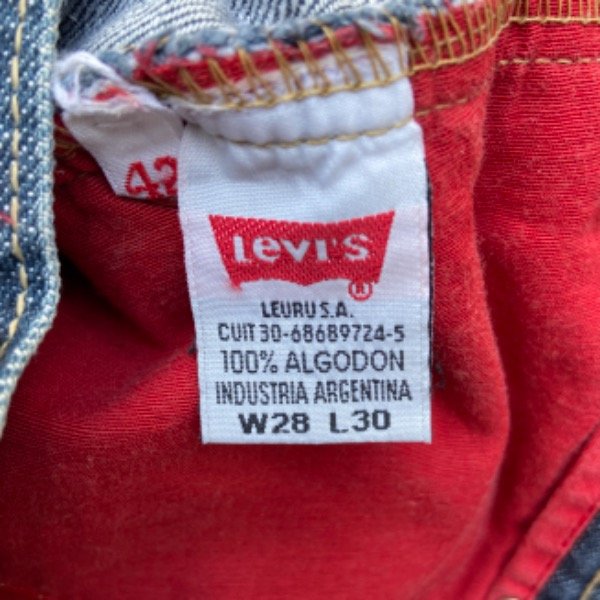 42
Levi's
®
LEURU S.A.
CUIT 30-68689724-5
100% ALGODON
INDUSTRIA ARGENTINA
W28 L30